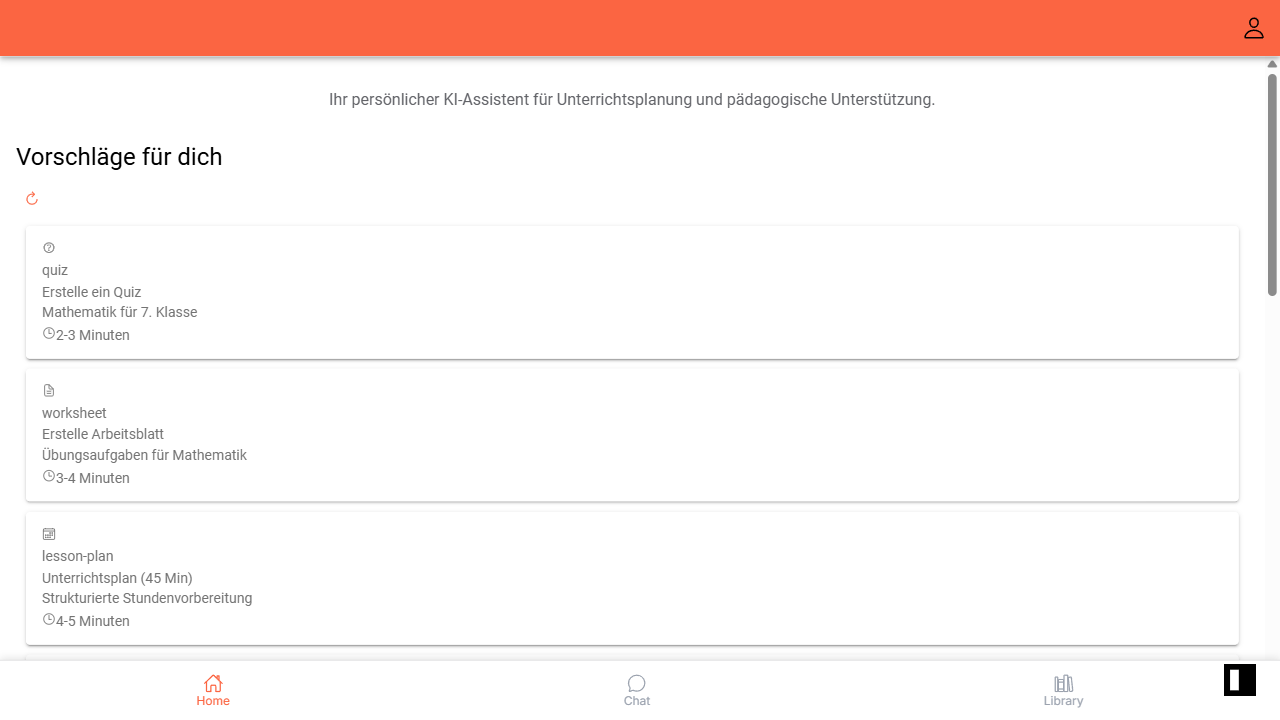 Ihr persönlicher KI-Assistent für Unterrichtsplanung und pädagogische Unterstützung.
Vorschläge für dich
quiz
Erstelle ein Quiz
Mathematik für 7. Klasse
2-3 Minuten
worksheet
Erstelle Arbeitsblatt
Übungsaufgaben für Mathematik
3-4 Minuten
lesson-plan
Unterrichtsplan (45 Min)
Strukturierte Stundenvorbereitung
4-5 Minuten
Home
Chat
Library